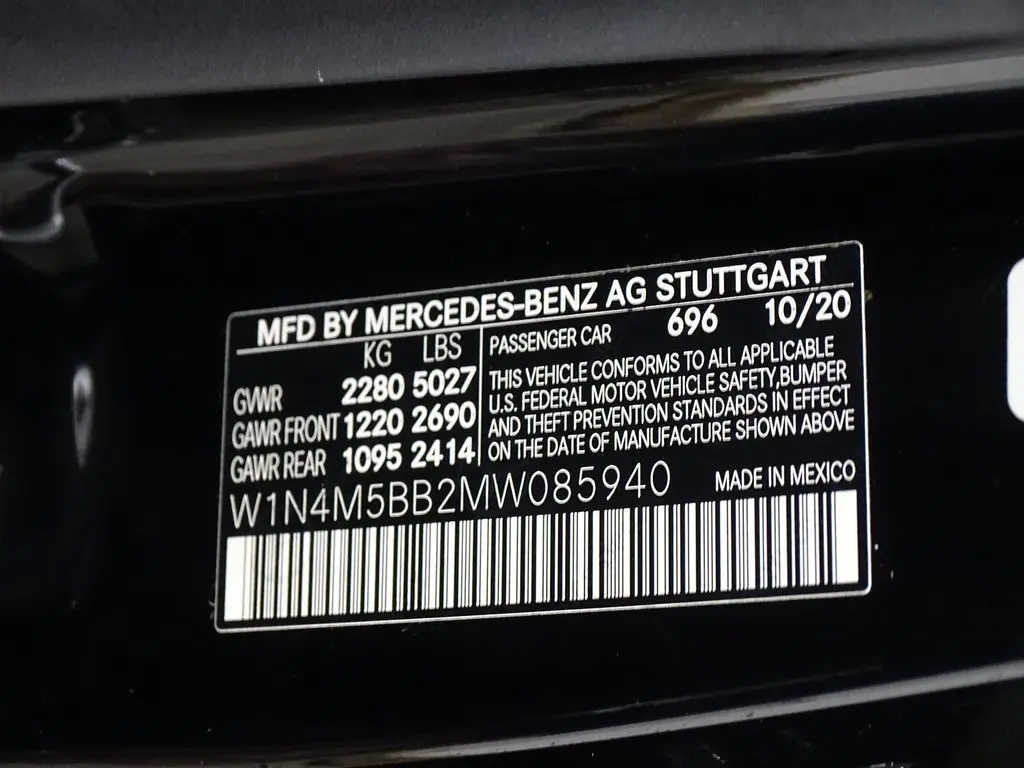 MFD BY MERCEDES-BENZ AG STUTTGART
KG LBS
GVWR 2280 5027
GAWR FRONT 1220 2690
GAWR REAR 1095 2414
PASSENGER CAR 696 10/20
THIS VEHICLE CONFORMS TO ALL APPLICABLE
U.S. FEDERAL MOTOR VEHICLE SAFETY,BUMPER
AND THEFT PREVENTION STANDARDS IN EFFECT
ON THE DATE OF MANUFACTURE SHOWN ABOVE
W1N4M5BB2MW085940 MADE IN MEXICO